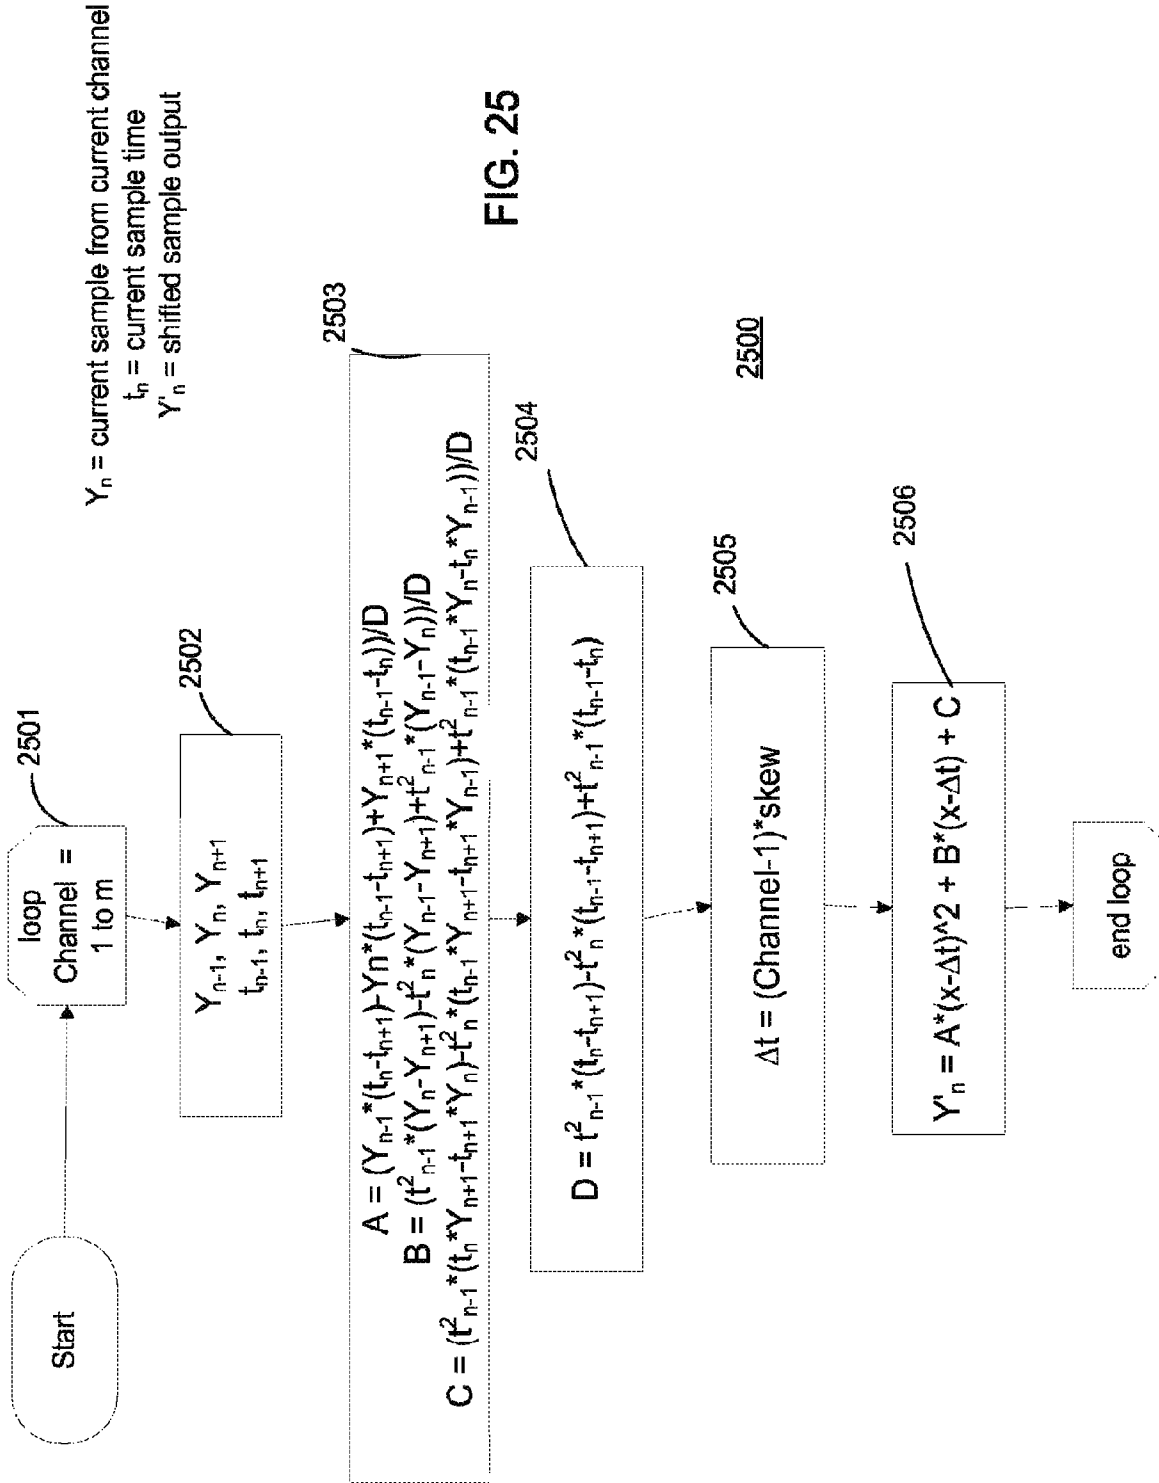 Yₙ = current sample from current channel
tₙ = current sample time
Y'ₙ = shifted sample output
Start
2501
loop
Channel =
1 to m
2502
Yₙ₋₁, Yₙ, Yₙ₊₁
tₙ₋₁, tₙ, tₙ₊₁
2503
A = (Yₙ₋₁*(tₙ-tₙ₊₁)-Yn*(tₙ₋₁-tₙ₊₁)+Yₙ₊₁*(tₙ₋₁-tₙ))/D
B = (t²ₙ₋₁*(Yₙ-Yₙ₊₁)-t²ₙ*(Yₙ₋₁-Yₙ₊₁)+t²ₙ₋₁*(Yₙ₋₁-Yₙ))/D
C = (t²ₙ₋₁*(tₙ*Yₙ₊₁-tₙ₊₁*Yₙ)-t²ₙ*(tₙ₋₁*Yₙ₊₁-tₙ₊₁*Yₙ₋₁)+t²ₙ₋₁*(tₙ₋₁*Yₙ-tₙ*Yₙ₋₁))/D
2504
D = t²ₙ₋₁*(tₙ-tₙ₊₁)-t²ₙ*(tₙ₋₁-tₙ₊₁)+t²ₙ₋₁*(tₙ₋₁-tₙ)
2505
Δt = (Channel-1)*skew
2506
Y'ₙ = A*(x-Δt)^2 + B*(x-Δt) + C
end loop
2500
FIG. 25